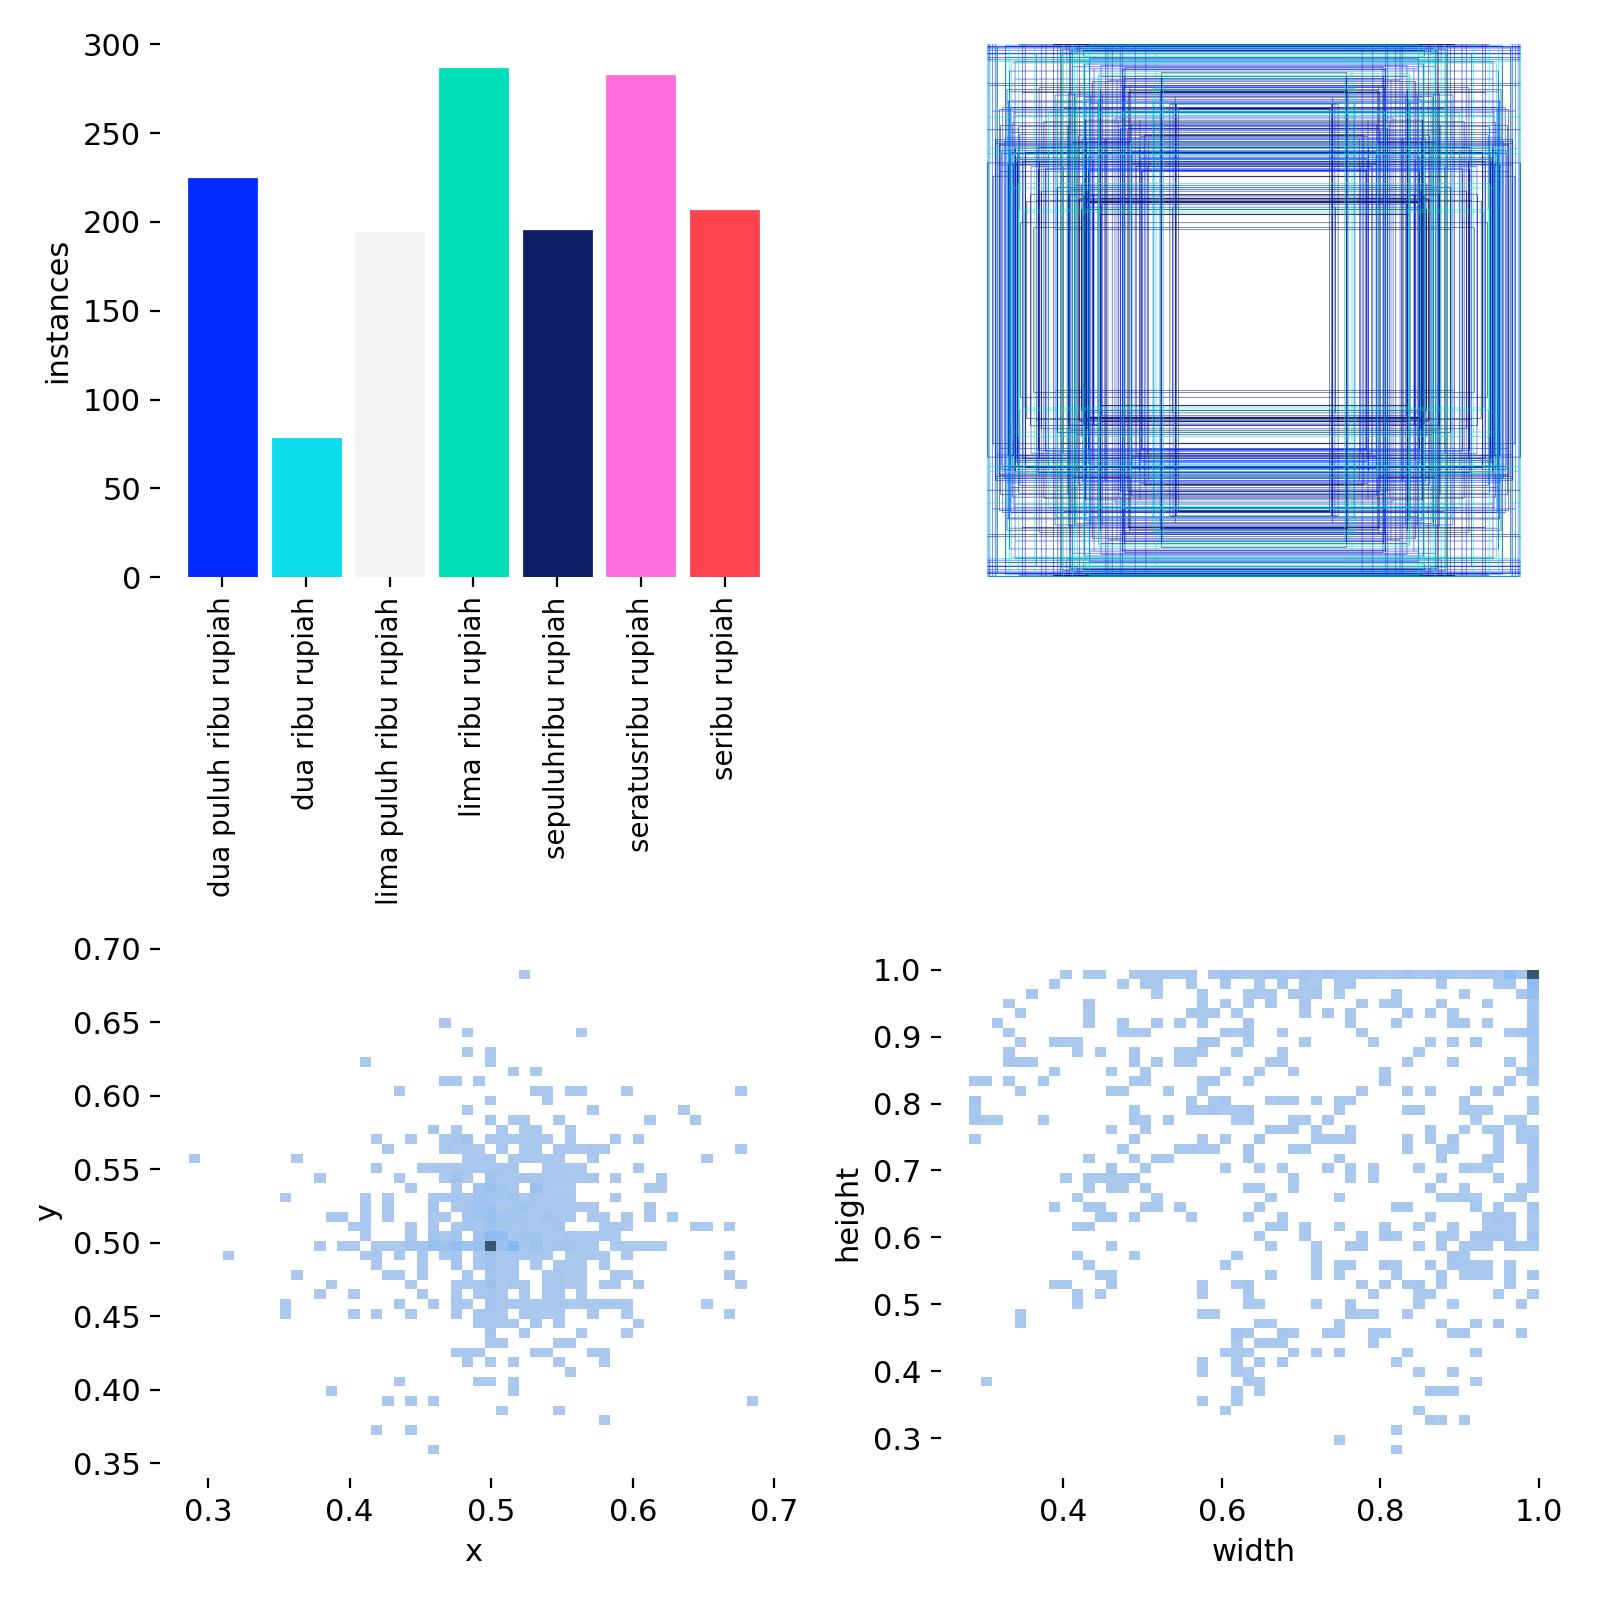 300
250
200
150
100
50
0
instances
dua puluh ribu rupiah
dua ribu rupiah
lima puluh ribu rupiah
lima ribu rupiah
sepuluhribu rupiah
seratusribu rupiah
seribu rupiah
0.70
0.65
0.60
0.55
0.50
0.45
0.40
0.35
y
0.3 0.4 0.5 0.6 0.7
x
1.0
0.9
0.8
0.7
0.6
0.5
0.4
0.3
height
0.4 0.6 0.8 1.0
width